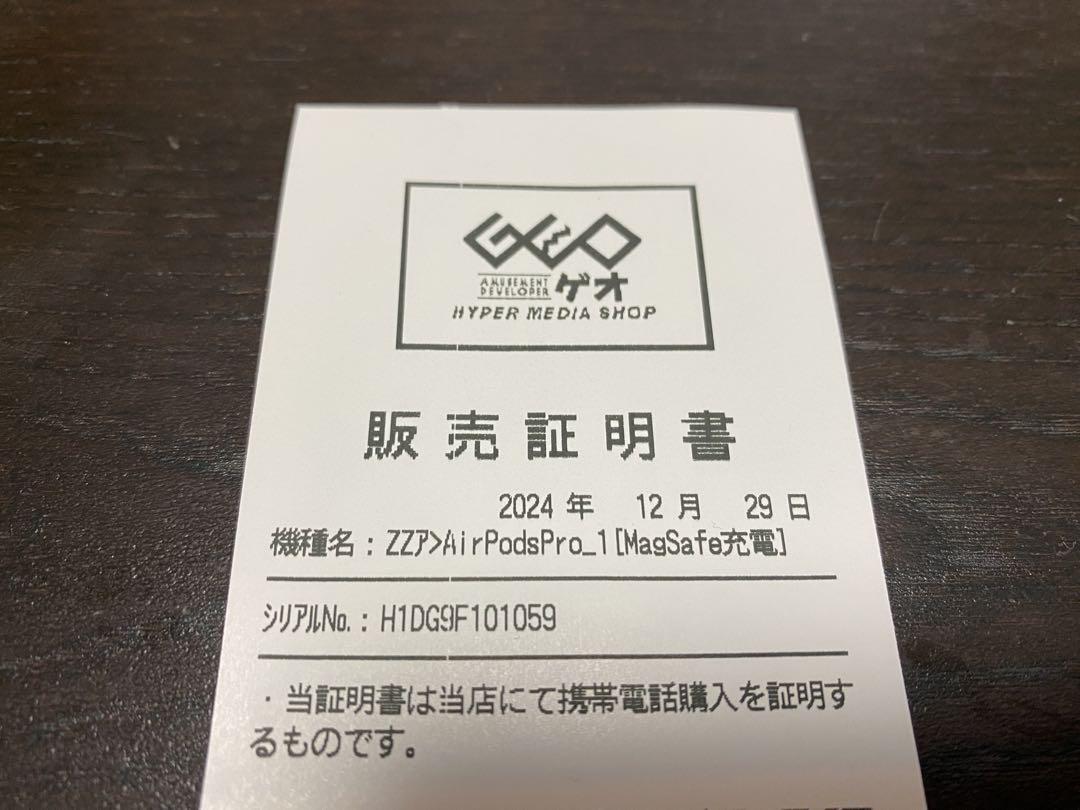 GEO
AMUSEMENT
DEVELOPER ゲオ
HYPER MEDIA SHOP
販売証明書
2024 年 12 月 29 日
機種名：ZZア>AirPodsPro_1[MagSafe充電]
シリアルNo.：H1DG9F101059
・当証明書は当店にて携帯電話購入を証明す
るものです。